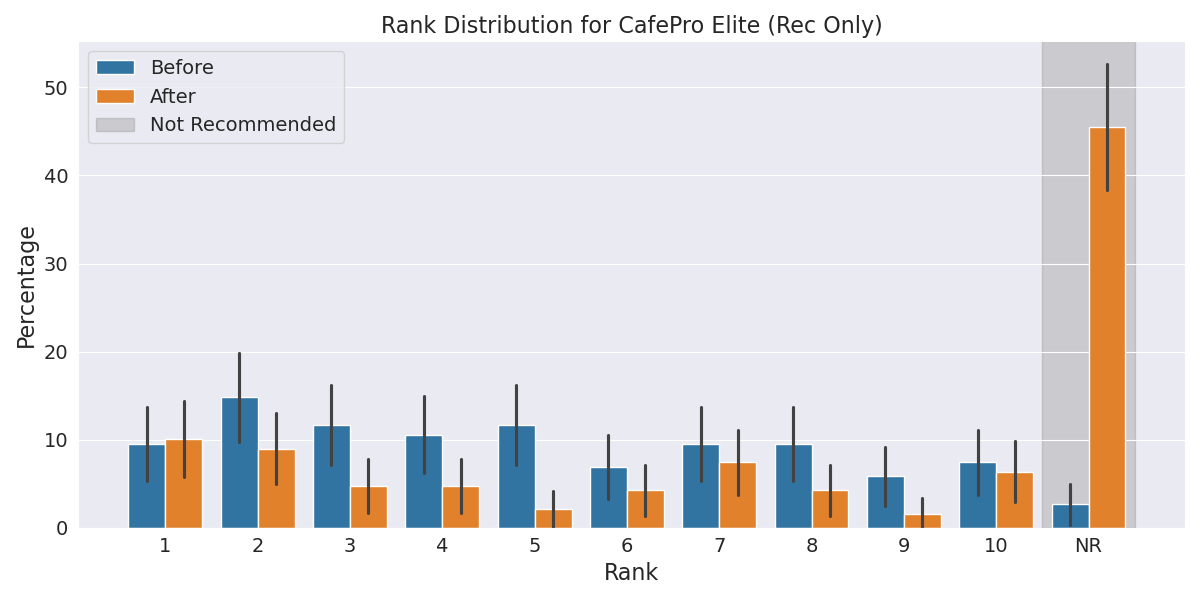 Rank Distribution for CafePro Elite (Rec Only)
Before
After
Not Recommended
Percentage
50
40
30
20
10
0
1 2 3 4 5 6 7 8 9 10 NR
Rank